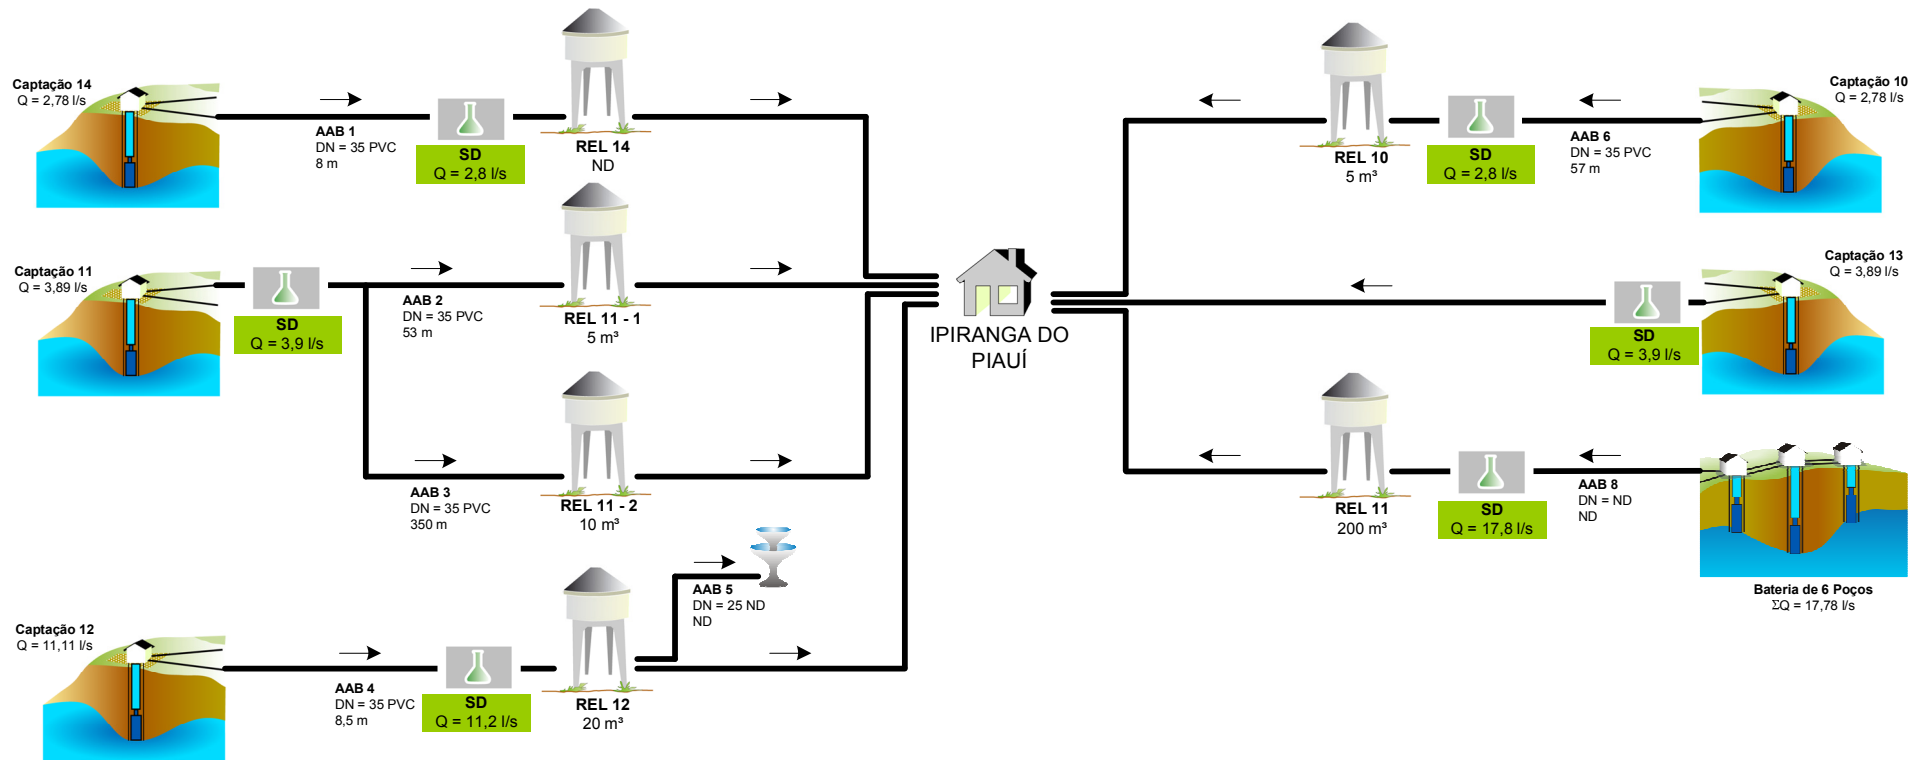 Captação 14
Q = 2,78 l/s
AAB 1
DN = 35 PVC
8 m
SD
Q = 2,8 l/s
REL 14
ND
Captação 11
Q = 3,89 l/s
SD
Q = 3,9 l/s
AAB 2
DN = 35 PVC
53 m
REL 11 - 1
5 m³
AAB 3
DN = 35 PVC
350 m
REL 11 - 2
10 m³
Captação 12
Q = 11,11 l/s
AAB 4
DN = 35 PVC
8,5 m
SD
Q = 11,2 l/s
REL 12
20 m³
AAB 5
DN = 25 ND
ND
IPIRANGA DO
PIAUÍ
REL 10
5 m³
SD
Q = 2,8 l/s
AAB 6
DN = 35 PVC
57 m
Captação 10
Q = 2,78 l/s
Captação 13
Q = 3,89 l/s
SD
Q = 3,9 l/s
REL 11
200 m³
SD
Q = 17,8 l/s
AAB 8
DN = ND
ND
Bateria de 6 Poços
ΣQ = 17,78 l/s